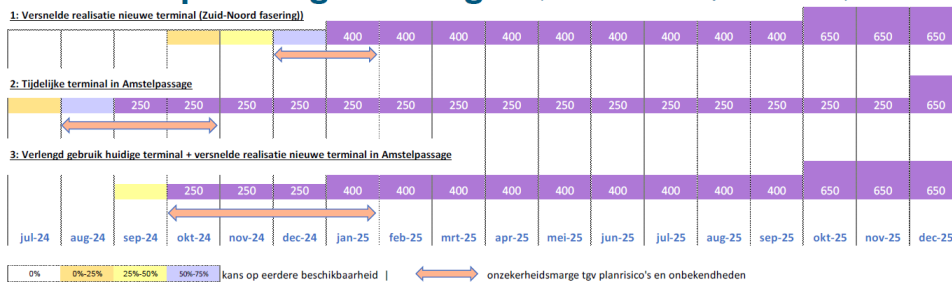 1: Versnelde realisatie nieuwe terminal (Zuid-Noord fasering))
400 400 400 400 400 400 400 400 400 650 650 650
2: Tijdelijke terminal in Amstelpassage
250 250 250 250 250 250 250 250 250 250 250 250 250 250 250 650
3: Verlengd gebruik huidige terminal + versnelde realisatie nieuwe terminal in Amstelpassage
250 250 250 400 400 400 400 400 400 400 400 400 650 650 650
jul-24 aug-24 sep-24 okt-24 nov-24 dec-24 jan-25 feb-25 mrt-25 apr-25 mei-25 jun-25 jul-25 aug-25 sep-25 okt-25 nov-25 dec-25
0% 0%-25% 25%-50% 50%-75% kans op eerdere beschikbaarheid | onzekerheidsmarge tgv planrisico's en onbekendheden